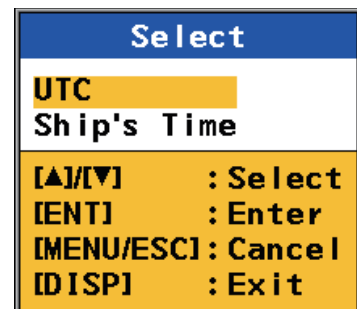 Select
UTC
Ship's Time
[▲]/[▼] :Select
[ENT] :Enter
[MENU/ESC]:Cancel
[DISP] :Exit